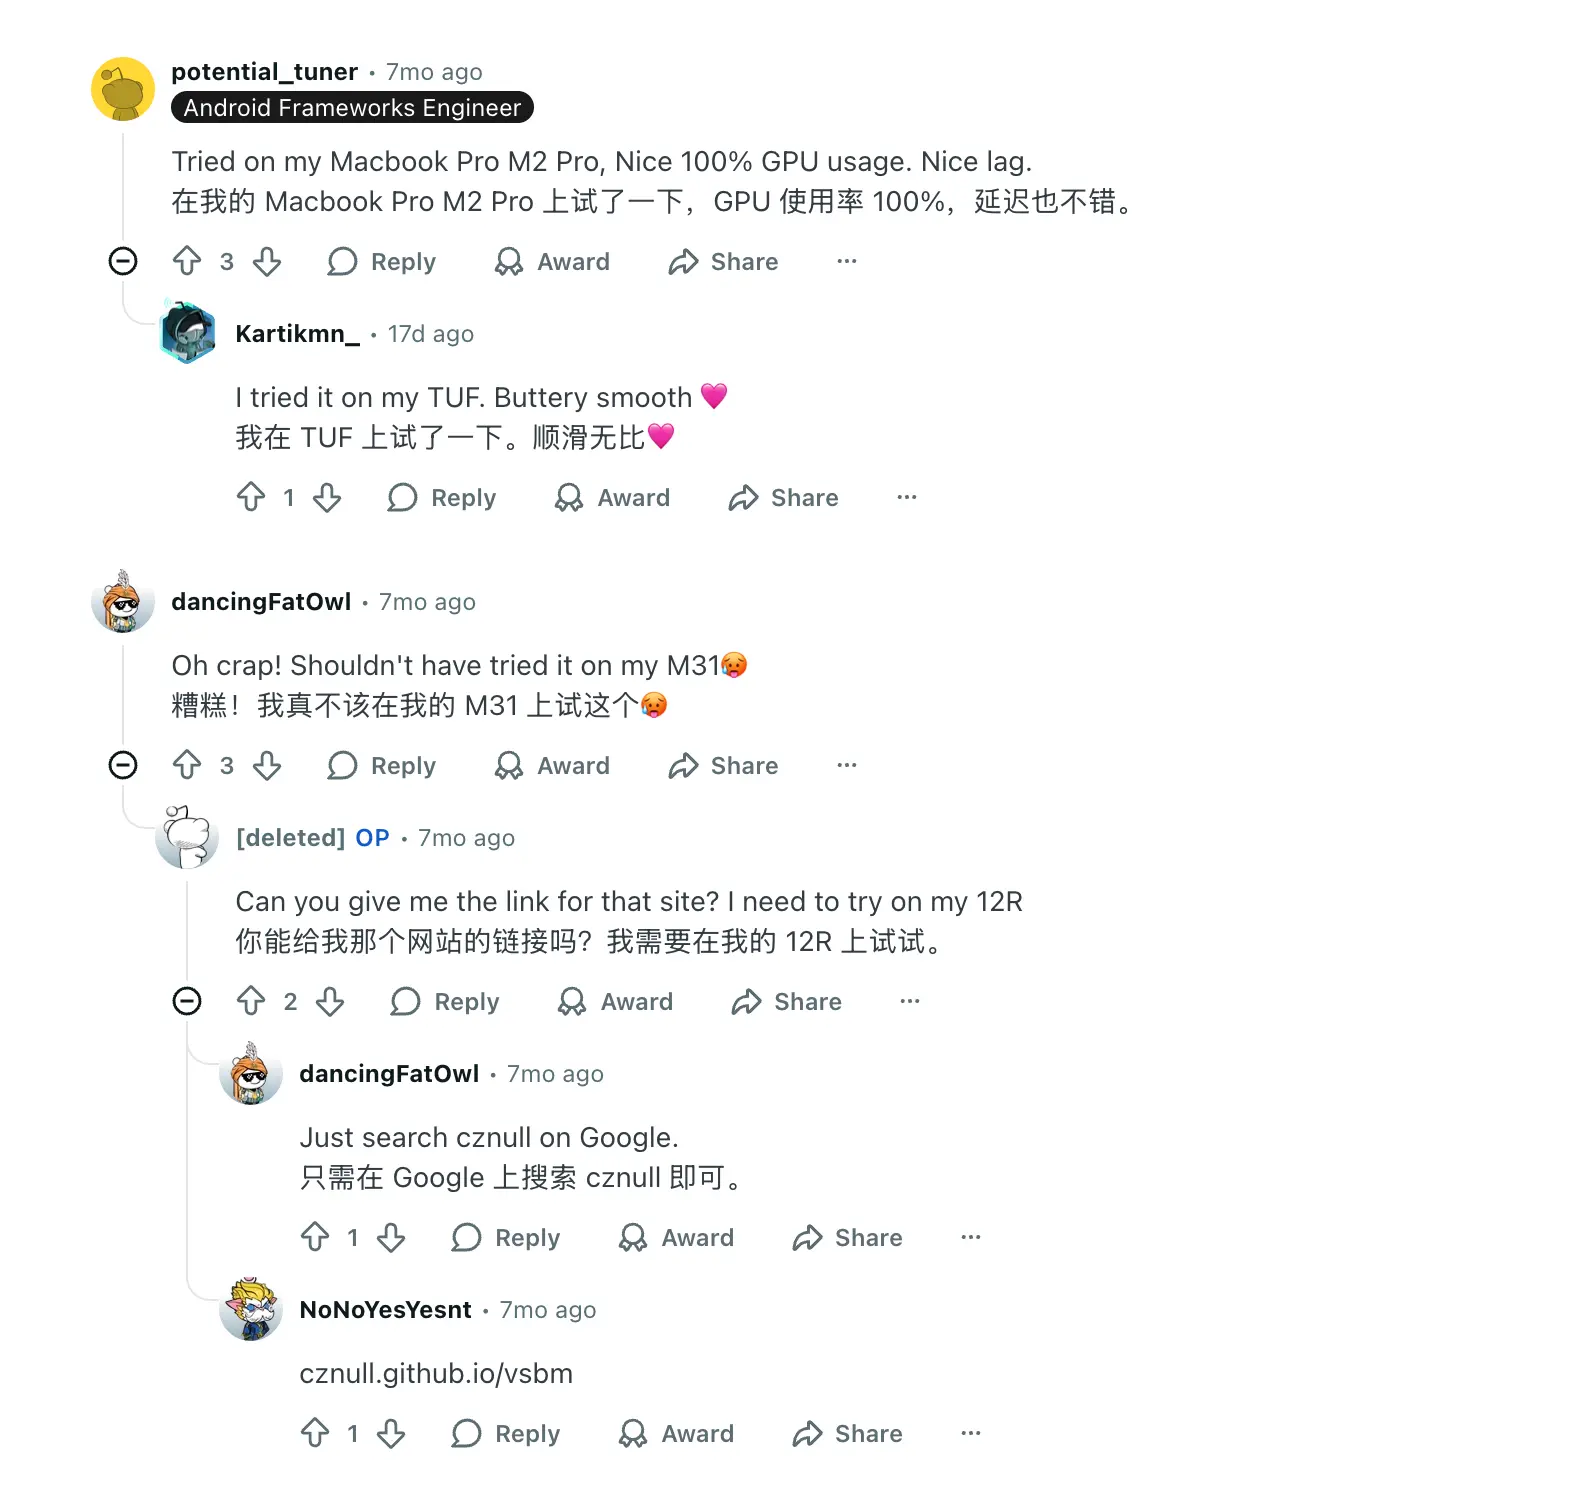 potential_tuner • 7mo ago
Android Frameworks Engineer
Tried on my Macbook Pro M2 Pro, Nice 100% GPU usage. Nice lag.
在我的 Macbook Pro M2 Pro 上试了一下，GPU 使用率 100%，延迟也不错。
3 Reply Award Share ...
Kartikmn_ • 17d ago
I tried it on my TUF. Buttery smooth 🩷
我在 TUF 上试了一下。顺滑无比🩷
1 Reply Award Share ...
dancingFatOwl • 7mo ago
Oh crap! Shouldn't have tried it on my M31🥵
糟糕！我真不该在我的 M31 上试这个🥵
3 Reply Award Share ...
[deleted] OP • 7mo ago
Can you give me the link for that site? I need to try on my 12R
你能给我那个网站的链接吗？我需要在我的 12R 上试试。
2 Reply Award Share ...
dancingFatOwl • 7mo ago
Just search cznull on Google.
只需在 Google 上搜索 cznull 即可。
1 Reply Award Share ...
NoNoYesYesnt • 7mo ago
cznull.github.io/vsbm
1 Reply Award Share ...